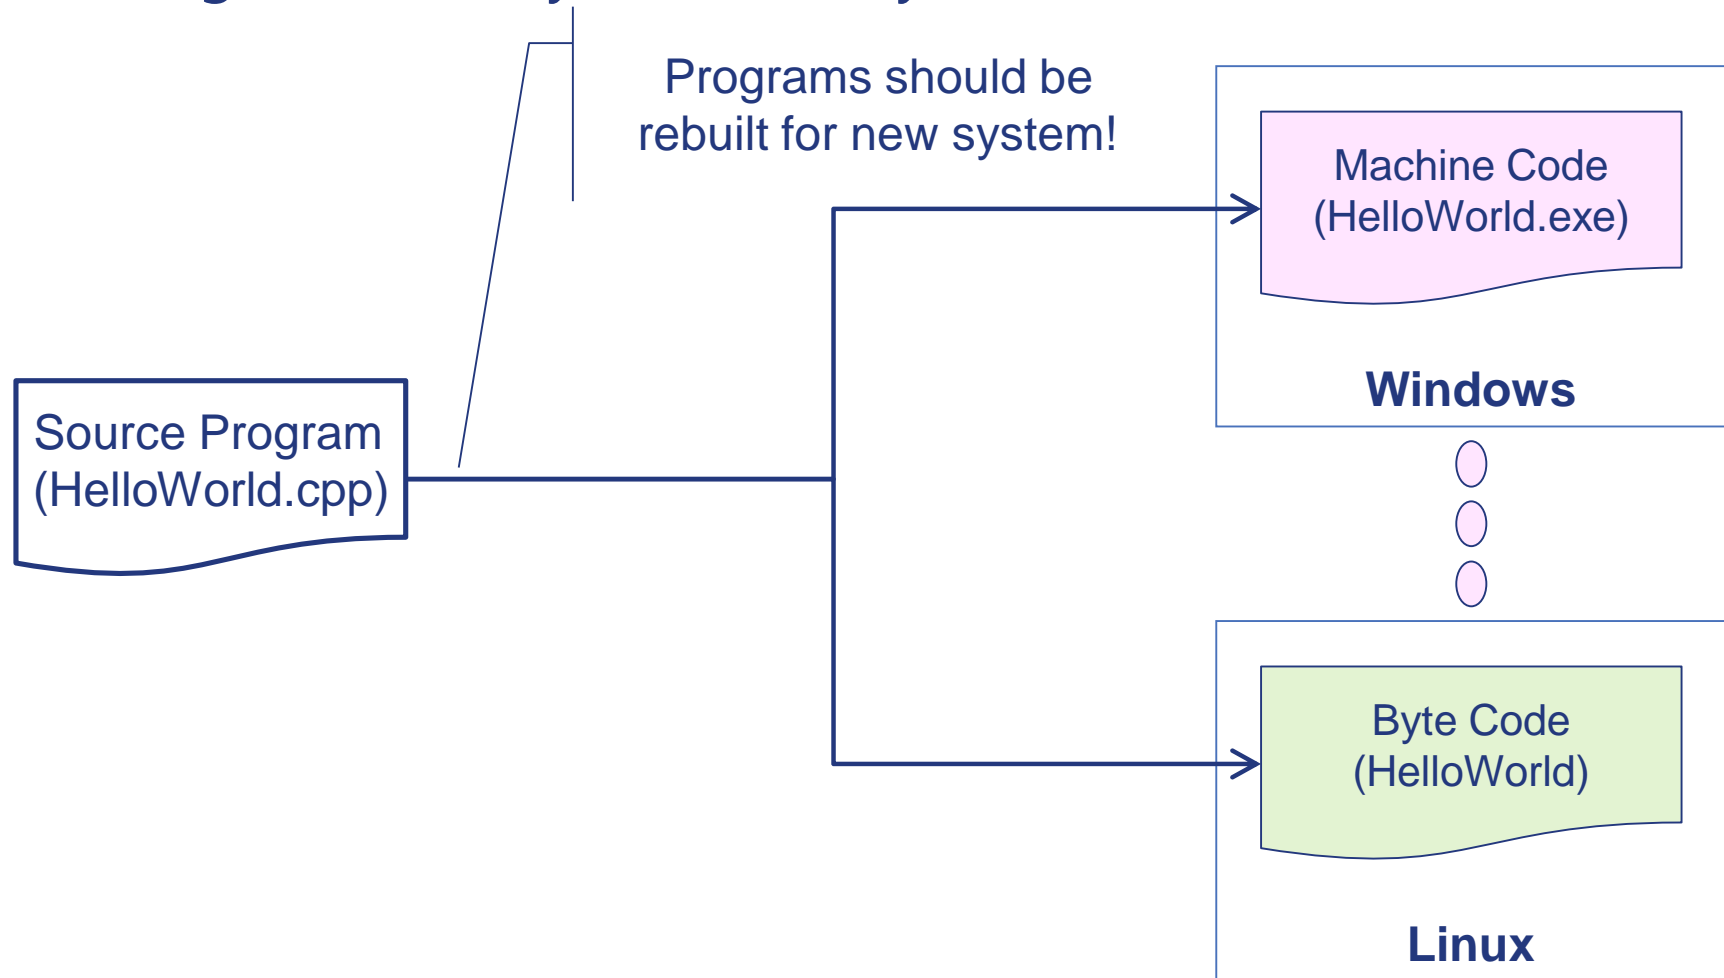 Programs should be
rebuilt for new system!
Machine Code
(HelloWorld.exe)
Windows
Source Program
(HelloWorld.cpp)
Byte Code
(HelloWorld)
Linux